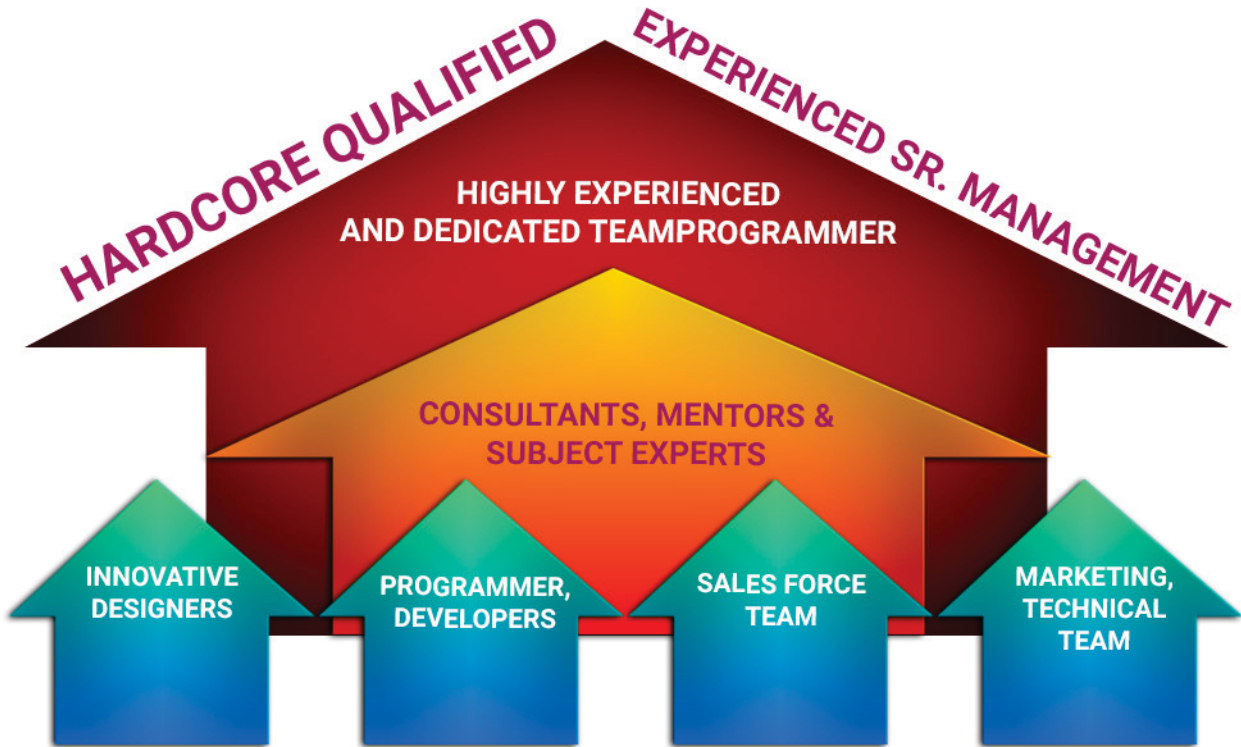 HARDCORE QUALIFIED
EXPERIENCED SR. MANAGEMENT
HIGHLY EXPERIENCED
AND DEDICATED TEAMPROGRAMMER
CONSULTANTS, MENTORS &
SUBJECT EXPERTS
INNOVATIVE
DESIGNERS
PROGRAMMER,
DEVELOPERS
SALES FORCE
TEAM
MARKETING,
TECHNICAL
TEAM